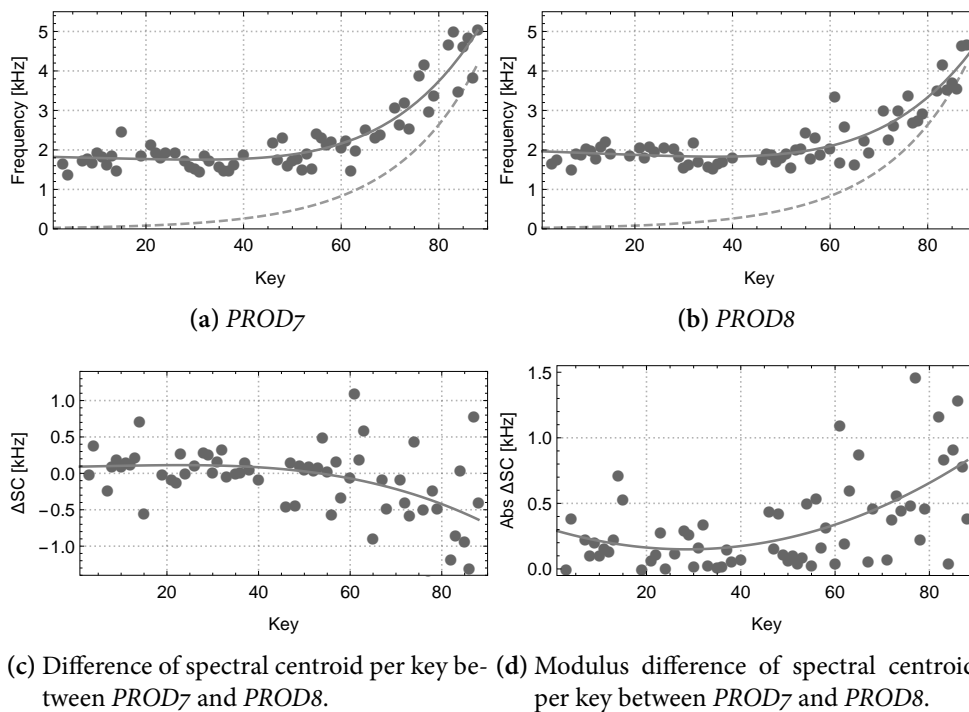 5
4
3
2
1
0
Frequency [kHz]
20 40 60 80
Key
(a) PROD7
5
4
3
2
1
0
Frequency [kHz]
20 40 60 80
Key
(b) PROD8
1.0
0.5
0.0
−0.5
−1.0
ΔSC [kHz]
20 40 60 80
Key
1.5
1.0
0.5
0.0
Abs ΔSC [kHz]
20 40 60 80
Key
(c) Difference of spectral centroid per key be-
tween PROD7 and PROD8.
(d) Modulus difference of spectral centroid
per key between PROD7 and PROD8.